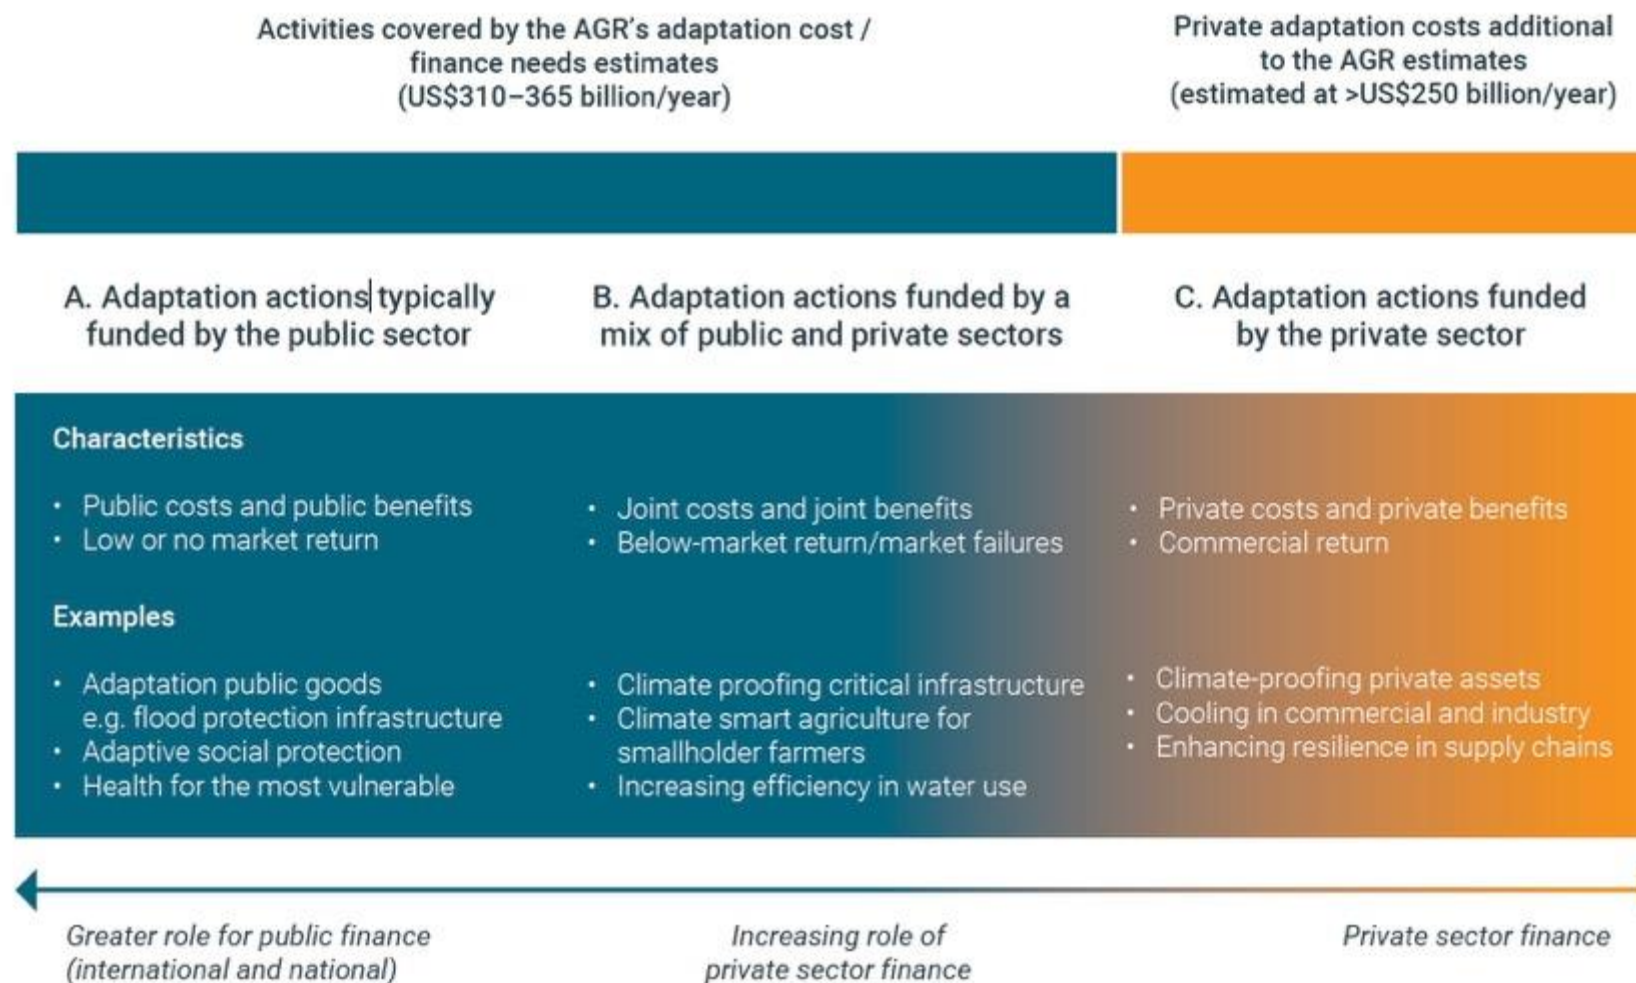 Activities covered by the AGR's adaptation cost /
finance needs estimates
(US$310–365 billion/year)
Private adaptation costs additional
to the AGR estimates
(estimated at >US$250 billion/year)
A. Adaptation actions typically
funded by the public sector
B. Adaptation actions funded by a
mix of public and private sectors
C. Adaptation actions funded
by the private sector
Characteristics
• Public costs and public benefits
• Low or no market return
• Joint costs and joint benefits
• Below-market return/market failures
• Private costs and private benefits
• Commercial return
Examples
• Adaptation public goods
e.g. flood protection infrastructure
• Adaptive social protection
• Health for the most vulnerable
• Climate proofing critical infrastructure
• Climate smart agriculture for
smallholder farmers
• Increasing efficiency in water use
• Climate-proofing private assets
• Cooling in commercial and industry
• Enhancing resilience in supply chains
Greater role for public finance
(international and national)
Increasing role of
private sector finance
Private sector finance